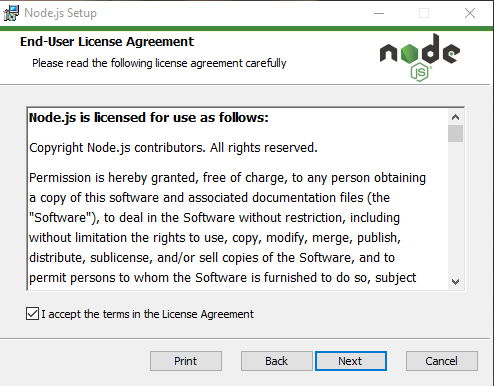 Node.js Setup
End-User License Agreement
Please read the following license agreement carefully
node
JS
Node.js is licensed for use as follows:
Copyright Node.js contributors. All rights reserved.
Permission is hereby granted, free of charge, to any person obtaining
a copy of this software and associated documentation files (the
"Software"), to deal in the Software without restriction, including
without limitation the rights to use, copy, modify, merge, publish,
distribute, sublicense, and/or sell copies of the Software, and to
permit persons to whom the Software is furnished to do so, subject
I accept the terms in the License Agreement
Print
Back
Next
Cancel